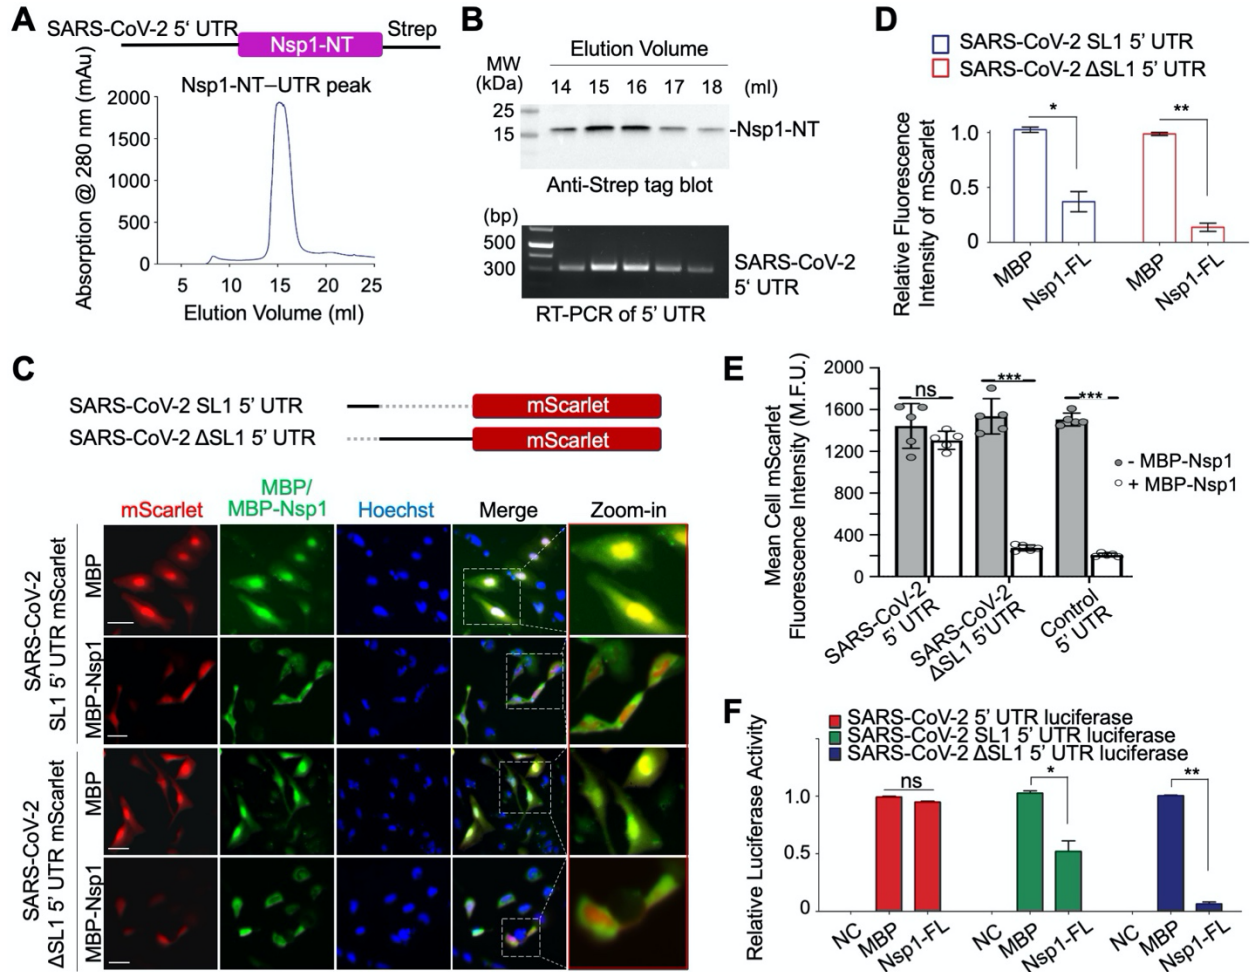 A
SARS-CoV-2 5‘ UTR
Nsp1-NT
Strep
Nsp1-NT–UTR peak
Absorption @ 280 nm (mAu)
2000
1500
1000
500
0
5 10 15 20 25
Elution Volume (ml)
B
Elution Volume
MW
(kDa)
14 15 16 17 18 (ml)
25
15
-Nsp1-NT
Anti-Strep tag blot
(bp)
500
300
SARS-CoV-2
5‘ UTR
RT-PCR of 5’ UTR
C
SARS-CoV-2 SL1 5’ UTR
mScarlet
SARS-CoV-2 ΔSL1 5’ UTR
mScarlet
mScarlet
MBP/
MBP-Nsp1
Hoechst
Merge
Zoom-in
SARS-CoV-2
SL1 5’ UTR mScarlet
MBP
MBP-Nsp1
SARS-CoV-2
ΔSL1 5’ UTR mScarlet
MBP
MBP-Nsp1
D
SARS-CoV-2 SL1 5’ UTR
SARS-CoV-2 ΔSL1 5’ UTR
Relative Fluorescence
Intensity of mScarlet
1.0
0.5
0
*
**
MBP
Nsp1-FL
MBP
Nsp1-FL
E
Mean Cell mScarlet
Fluorescence Intensity (M.F.U.)
2000
1600
1200
800
400
0
ns
***
***
- MBP-Nsp1
+ MBP-Nsp1
SARS-CoV-2
5’ UTR
SARS-CoV-2
ΔSL1 5’UTR
Control
5’ UTR
F
SARS-CoV-2 5’ UTR luciferase
SARS-CoV-2 SL1 5’ UTR luciferase
SARS-CoV-2 ΔSL1 5’ UTR luciferase
Relative Luciferase Activity
1.0
0.5
0
ns
*
**
NC
MBP
Nsp1-FL
NC
MBP
Nsp1-FL
NC
MBP
Nsp1-FL